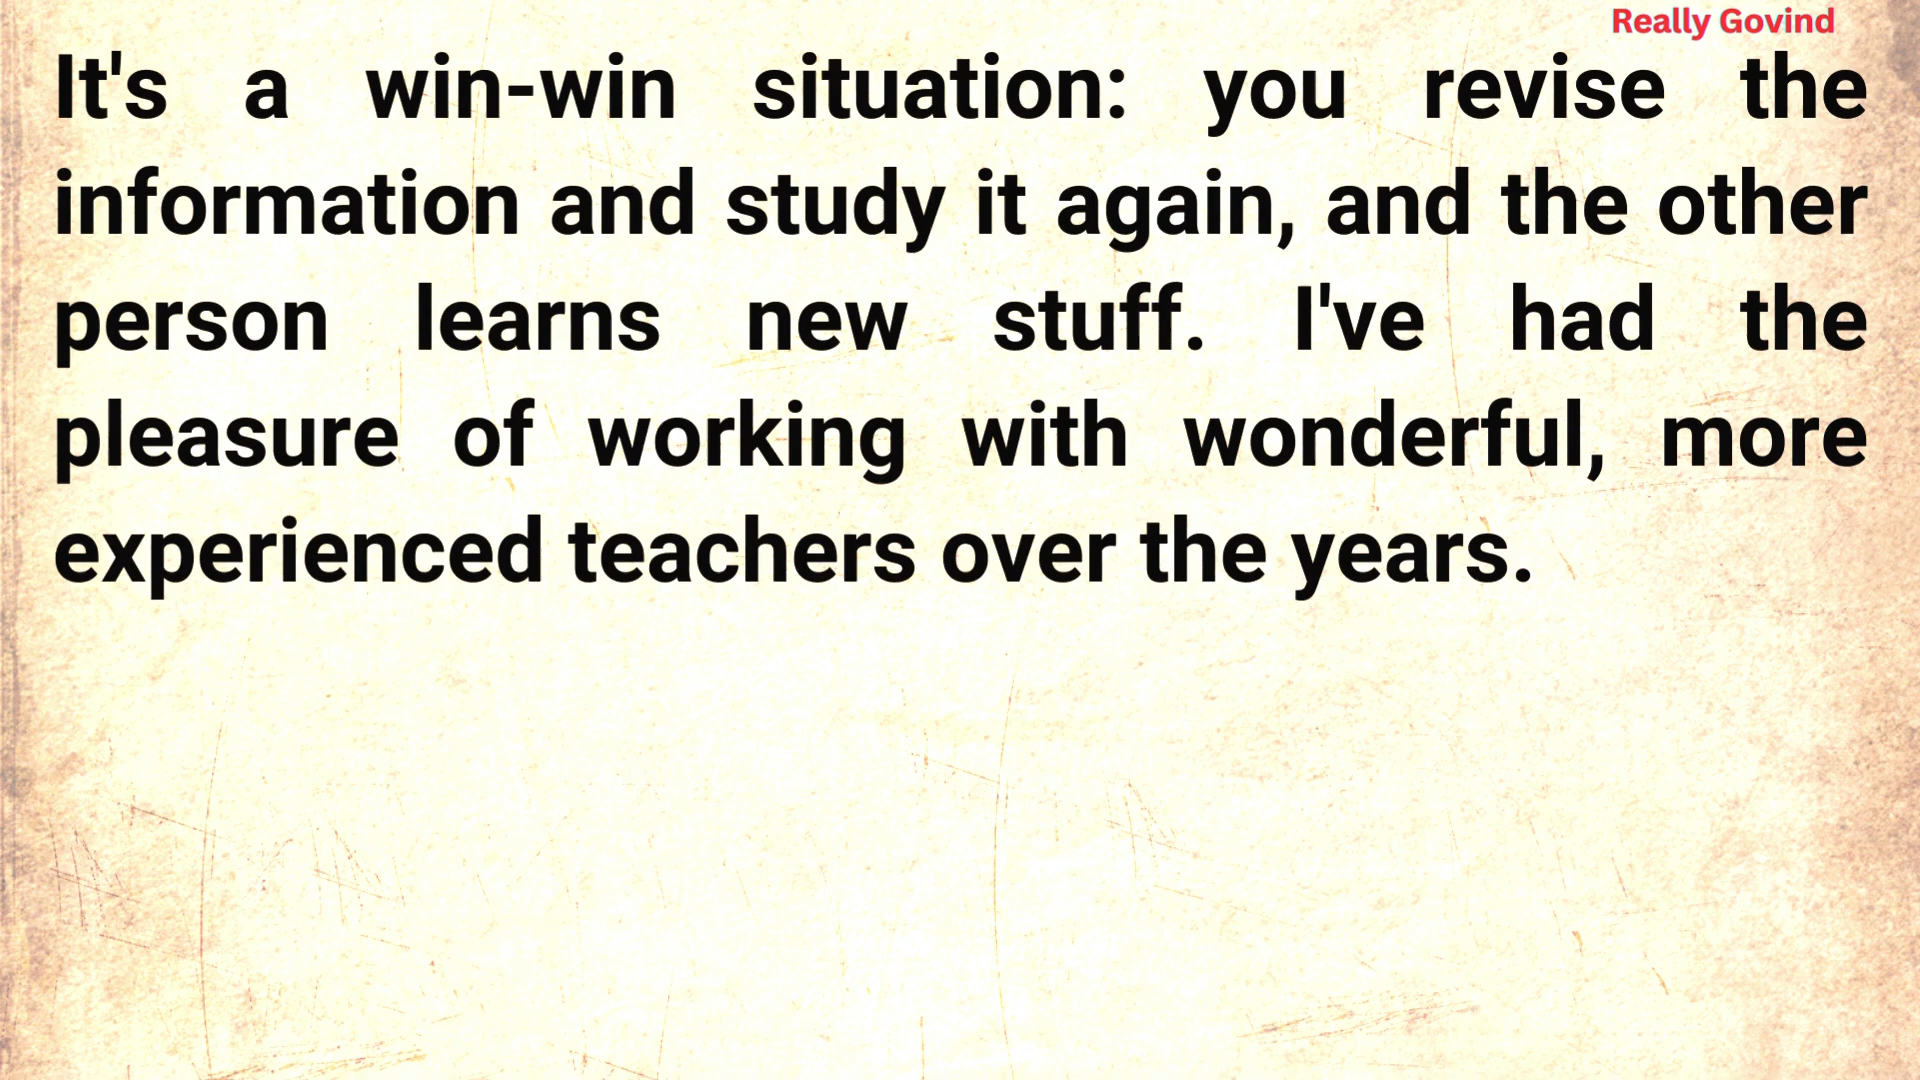 Really Govind
It's a win-win situation: you revise the
information and study it again, and the other
person learns new stuff. I've had the
pleasure of working with wonderful, more
experienced teachers over the years.